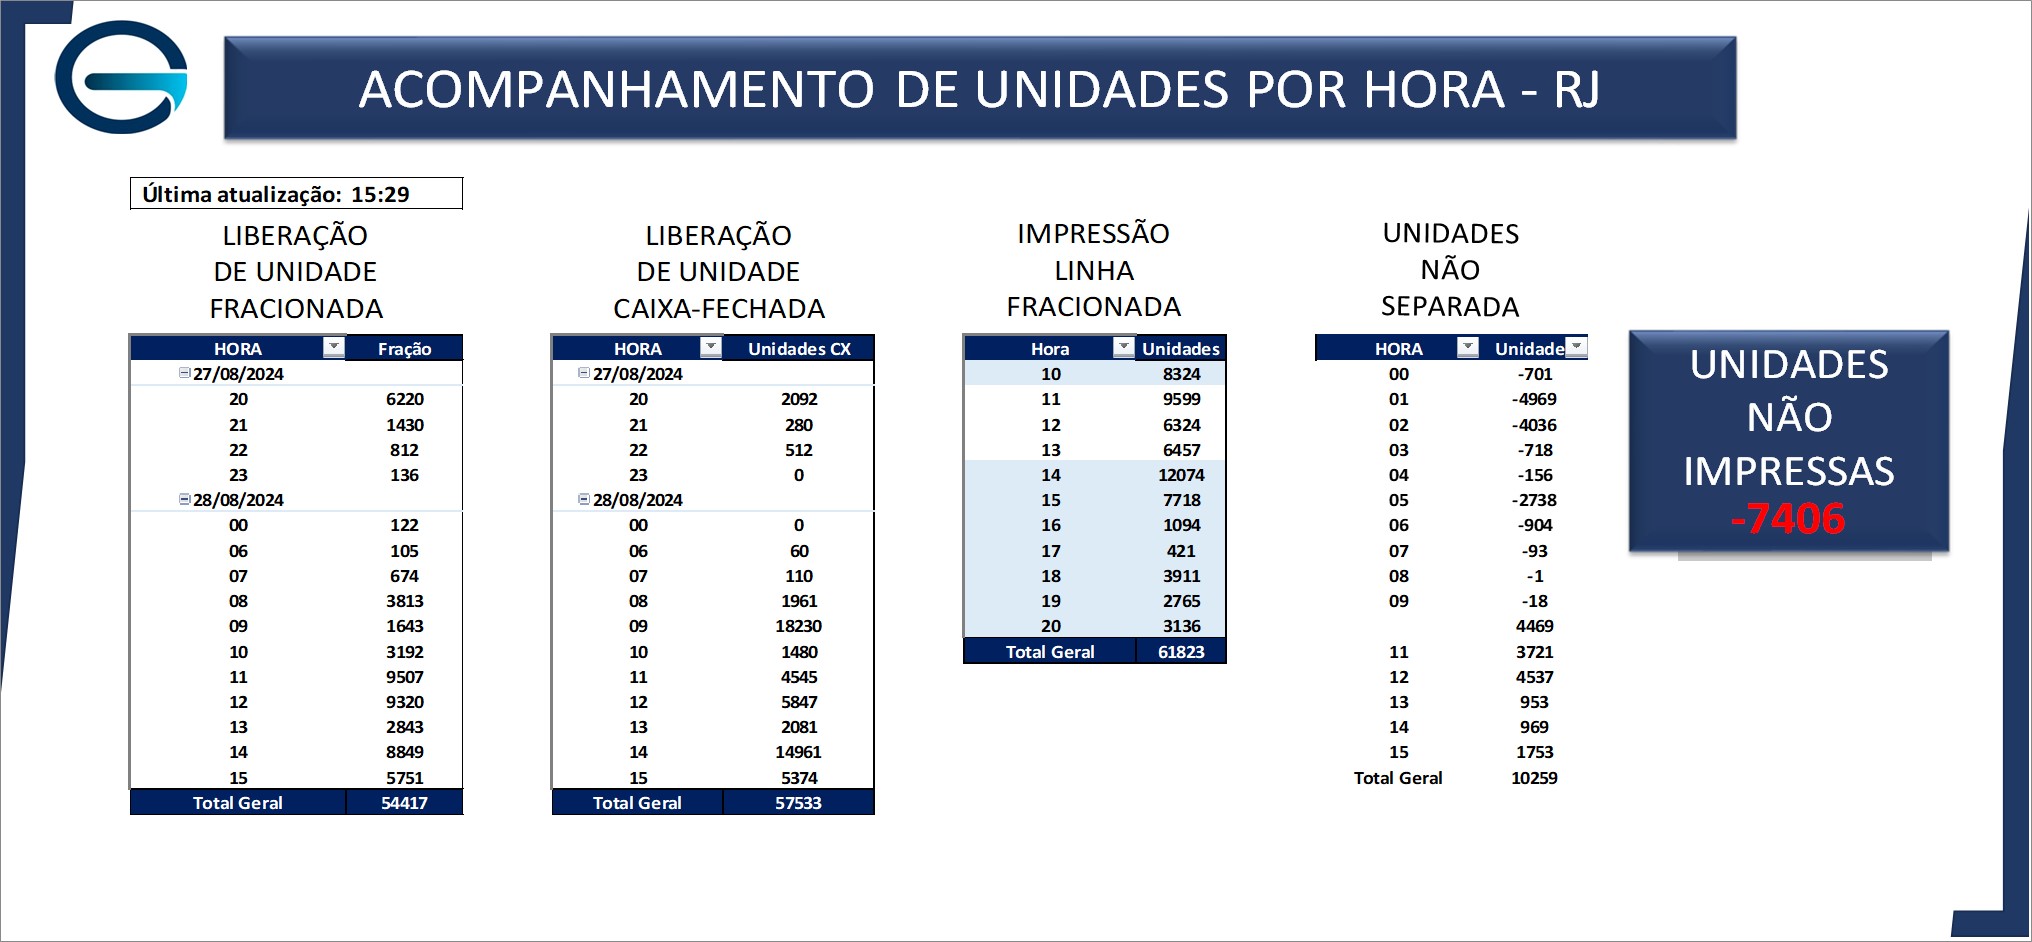 ACOMPANHAMENTO DE UNIDADES POR HORA - RJ
Última atualização: 15:29
LIBERAÇÃO
DE UNIDADE
FRACIONADA
HORA Fração
27/08/2024
20 6220
21 1430
22 812
23 136
28/08/2024
00 122
06 105
07 674
08 3813
09 1643
10 3192
11 9507
12 9320
13 2843
14 8849
15 5751
Total Geral 54417
LIBERAÇÃO
DE UNIDADE
CAIXA-FECHADA
HORA Unidades CX
27/08/2024
20 2092
21 280
22 512
23 0
28/08/2024
00 0
06 60
07 110
08 1961
09 18230
10 1480
11 4545
12 5847
13 2081
14 14961
15 5374
Total Geral 57533
IMPRESSÃO
LINHA
FRACIONADA
Hora Unidades
10 8324
11 9599
12 6324
13 6457
14 12074
15 7718
16 1094
17 421
18 3911
19 2765
20 3136
Total Geral 61823
UNIDADES
NÃO
SEPARADA
HORA Unidade
00 -701
01 -4969
02 -4036
03 -718
04 -156
05 -2738
06 -904
07 -93
08 -1
09 -18
4469
11 3721
12 4537
13 953
14 969
15 1753
Total Geral 10259
UNIDADES
NÃO
IMPRESSAS
-7406